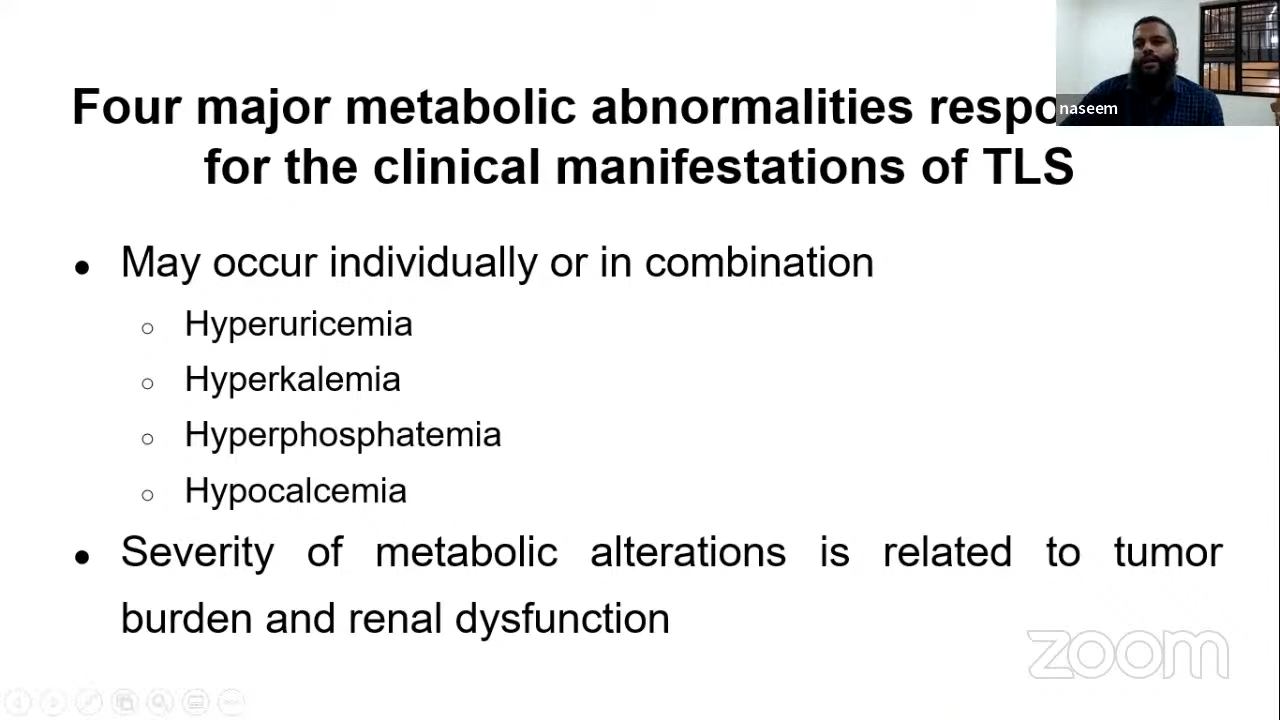 Four major metabolic abnormalities respo
naseem
for the clinical manifestations of TLS
● May occur individually or in combination
○ Hyperuricemia
○ Hyperkalemia
○ Hyperphosphatemia
○ Hypocalcemia
● Severity of metabolic alterations is related to tumor
burden and renal dysfunction
zoom